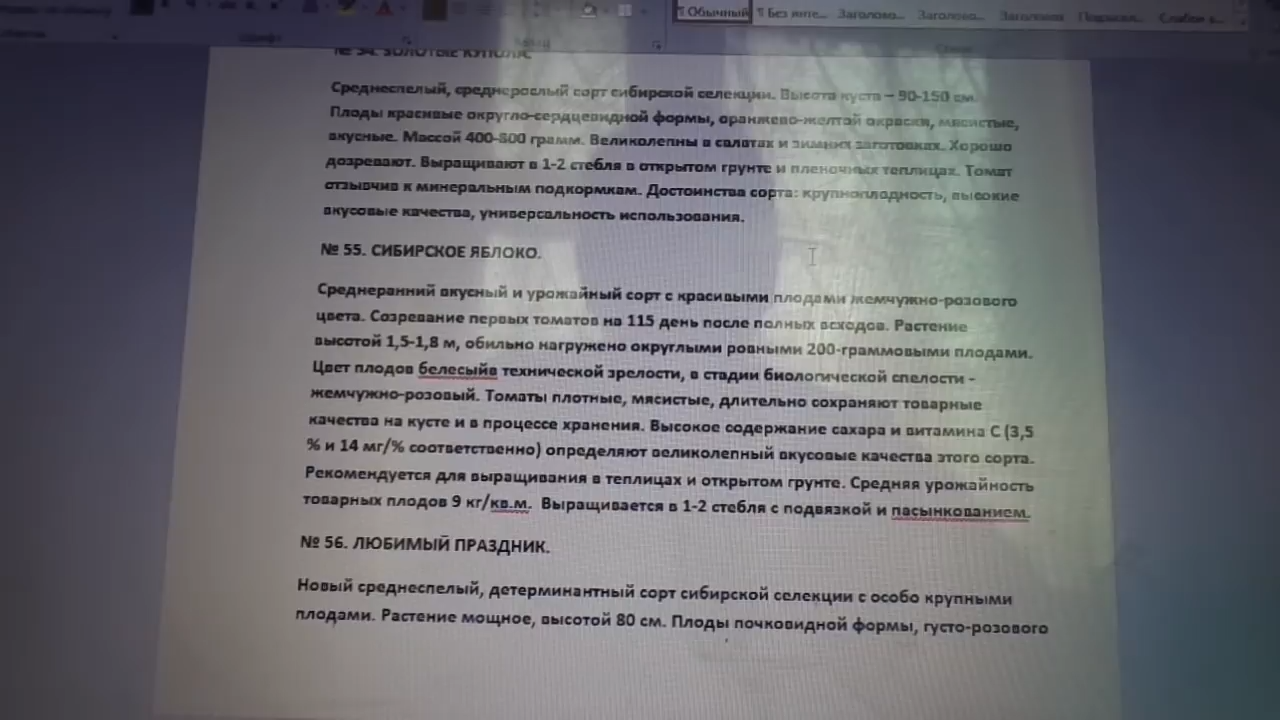 Обычный
¶ Без инте...
Заголово...
Заголово...
Заголовок
Подзагол...
№ 54. ЗОЛОТЫЕ КУПОЛА.
Среднеспелый, среднерослый сорт сибирской селекции. Высота куста – 90-150 см.
Плоды красивые округло-сердцевидной формы, оранжево-желтой окраски, мясистые,
вкусные. Массой 400-800 грамм. Великолепны в салатах и зимних заготовках. Хорошо
дозревают. Выращивают в 1-2 стебля в открытом грунте и пленочных теплицах. Томат
отзывчив к минеральным подкормкам. Достоинства сорта: крупноплодность, высокие
вкусовые качества, универсальность использования.
№ 55. СИБИРСКОЕ ЯБЛОКО.
Среднеранний вкусный и урожайный сорт с красивыми плодами жемчужно-розового
цвета. Созревание первых томатов на 115 день после полных всходов. Растение
высотой 1,5-1,8 м, обильно нагружено округлыми ровными 200-граммовыми плодами.
Цвет плодов белесыйв технической зрелости, в стадии биологической спелости -
жемчужно-розовый. Томаты плотные, мясистые, длительно сохраняют товарные
качества на кусте и в процессе хранения. Высокое содержание сахара и витамина С (3,5
% и 14 мг/% соответственно) определяют великолепный вкусовые качества этого сорта.
Рекомендуется для выращивания в теплицах и открытом грунте. Средняя урожайность
товарных плодов 9 кг/кв.м. Выращивается в 1-2 стебля с подвязкой и пасынкованием.
№ 56. ЛЮБИМЫЙ ПРАЗДНИК.
Новый среднеспелый, детерминантный сорт сибирской селекции с особо крупными
плодами. Растение мощное, высотой 80 см. Плоды почковидной формы, густо-розового